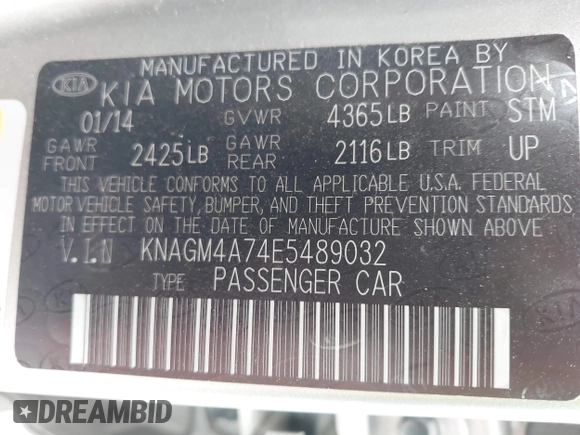 MANUFACTURED IN KOREA BY
KIA KIA MOTORS CORPORATION
01/14 GVWR 4365LB PAINT STM
GAWR FRONT 2425LB GAWR REAR 2116LB TRIM UP
THIS VEHICLE CONFORMS TO ALL APPLICABLE U.S.A. FEDERAL
MOTOR VEHICLE SAFETY, BUMPER, AND THEFT PREVENTION STANDARDS
IN EFFECT ON THE DATE OF MANUFACTURE SHOWN ABOVE
V.I.N KNAGM4A74E5489032
TYPE PASSENGER CAR
DREAMBID